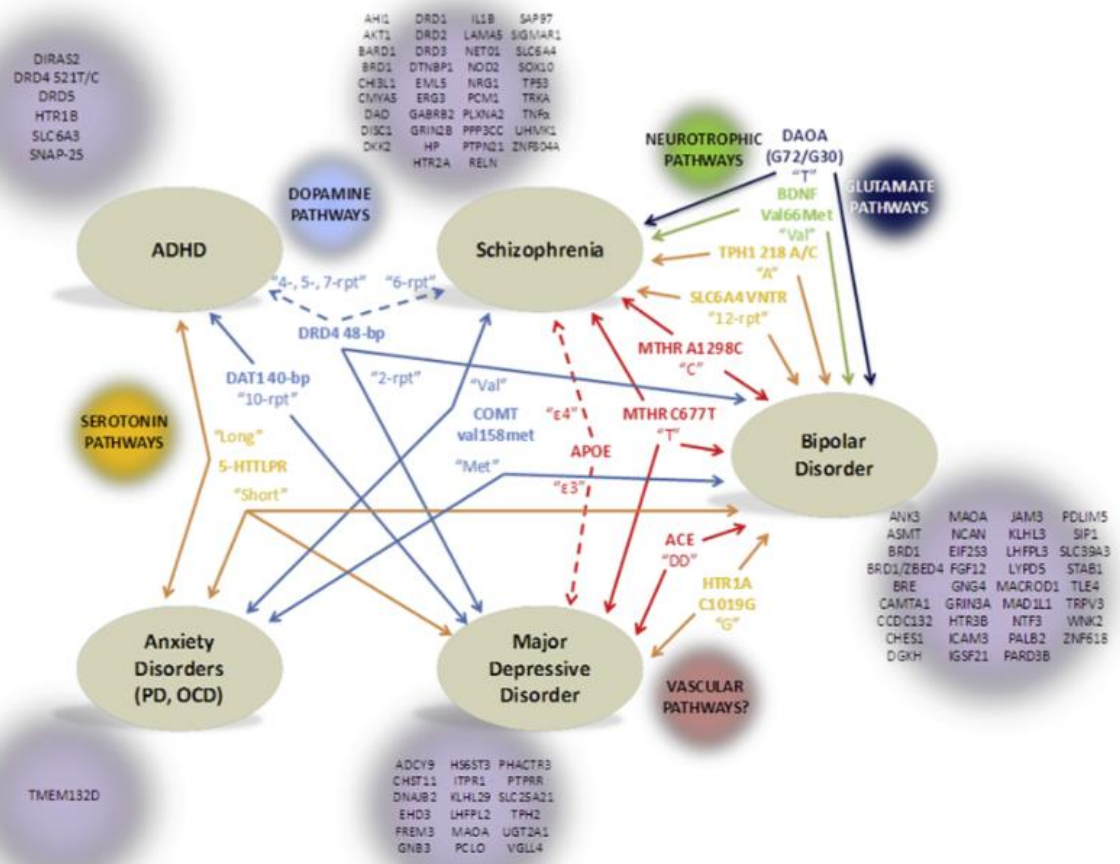 DIRAS2
DRD4 521T/C
DRD5
HTR1B
SLC6A3
SNAP-25
AHI1 DRD1 IL1B SAP97
AKT1 DRD2 LAMA5 SIGMAR1
BARD1 DRD3 NETO1 SLC6A4
BRD1 DTNBP1 NOD2 SOX10
CHI3L1 EML5 NRG1 TP53
CMYA5 ERG3 PCM1 TRKA
DAO GABRB2 PLXNA2 TNFα
DISC1 GRIN2B PPP3CC UHMK1
DKK2 HP PTPN21 ZNF804A
HTR2A RELN
NEUROTROPHIC
PATHWAYS
DAOA
(G72/G30)
"T"
BDNF
Val66Met
"Val"
GLUTAMATE
PATHWAYS
DOPAMINE
PATHWAYS
ADHD
Schizophrenia
TPH1 218 A/C
"A"
SLC6A4 VNTR
"12-rpt"
"4-, 5-, 7-rpt" "6-rpt"
DRD4 48-bp
MTHR A1298C
"C"
DAT1 40-bp
"10-rpt"
"2-rpt"
"Val"
COMT
val158met
"Met"
"ε4"
APOE
"ε3"
MTHR C677T
"T"
SEROTONIN
PATHWAYS
"Long"
5-HTTLPR
"Short"
Bipolar
Disorder
ACE
"DD"
HTR1A
C1019G
"G"
ANK3 MAOA JAM3 PDLIM5
ASMT NCAN KLHL3 SIP1
BRD1 EIF2S3 LHFPL3 SLC39A3
BRD1/ZBED4 FGF12 LYPD5 STAB1
BRE GNG4 MACROD1 TLE4
CAMTA1 GRIN3A MAD1L1 TRPV3
CCDC132 HTR3B NTF3 WNK2
CHES1 ICAM3 PALB2 ZNF618
DGKH IGSF21 PARD3B
Anxiety
Disorders
(PD, OCD)
Major
Depressive
Disorder
VASCULAR
PATHWAYS?
TMEM132D
ADCY9 HS6ST3 PHACTR3
CHST11 ITPR1 PTPRR
DNAJB2 KLHL29 SLC25A21
EHD3 LHFPL2 TPH2
FREM3 MAOA UGT2A1
GNB3 PCLO VGLL4